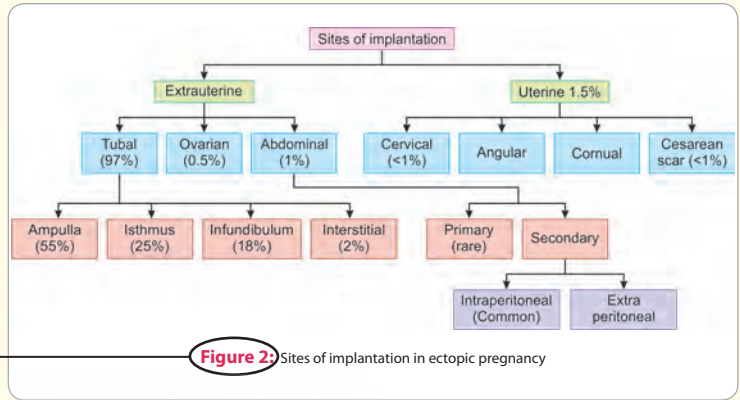 Sites of implantation
Extrauterine
Uterine 1.5%
Tubal
(97%)
Ovarian
(0.5%)
Abdominal
(1%)
Cervical
(<1%)
Angular
Cornual
Cesarean
scar (<1%)
Ampulla
(55%)
Isthmus
(25%)
Infundibulum
(18%)
Interstitial
(2%)
Primary
(rare)
Secondary
Intraperitoneal
(Common)
Extra
peritoneal
Figure 2: Sites of implantation in ectopic pregnancy